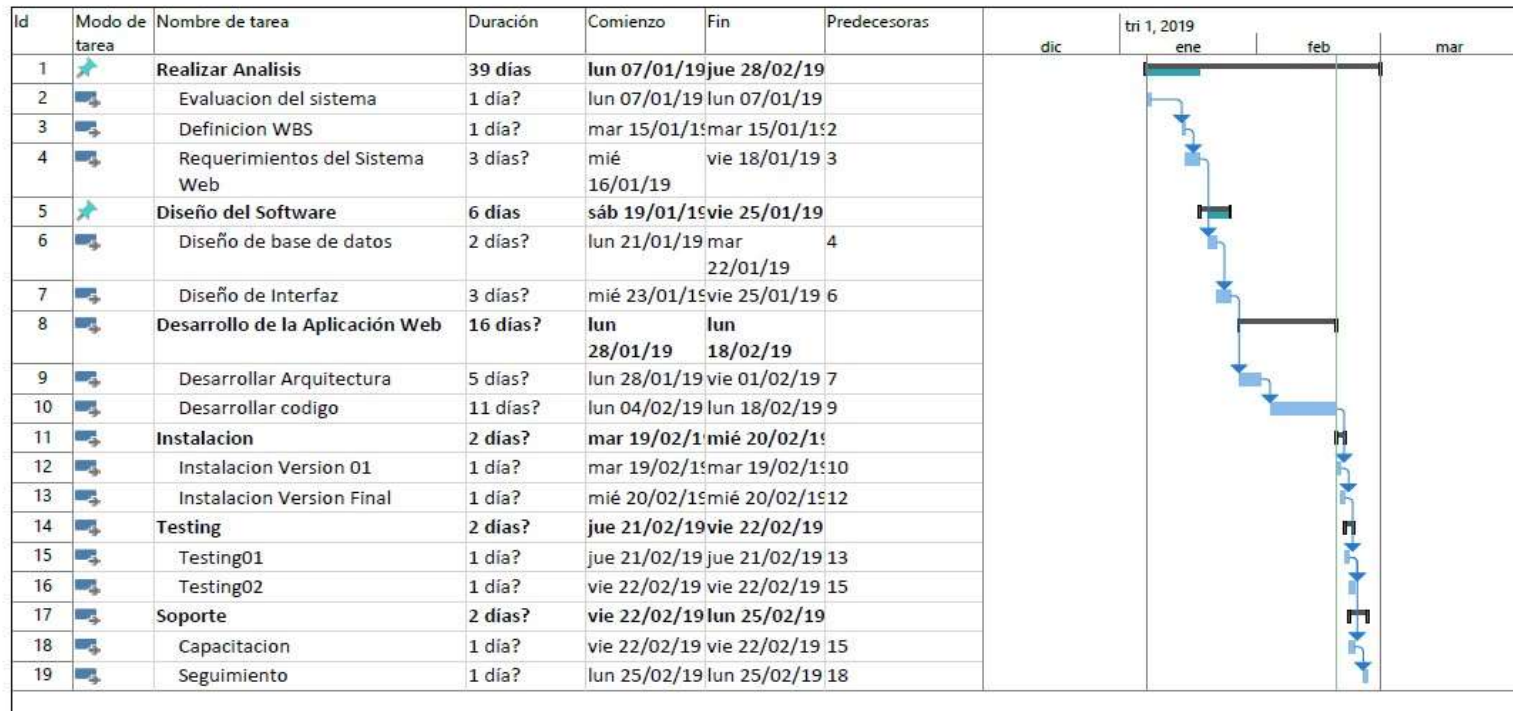 Id Modo de tarea Nombre de tarea Duración Comienzo Fin Predecesoras
tri 1, 2019
dic ene feb mar
1 Realizar Analisis 39 días lun 07/01/19 jue 28/02/19
2 Evaluacion del sistema 1 día? lun 07/01/19 lun 07/01/19
3 Definicion WBS 1 día? mar 15/01/19 mar 15/01/19 2
4 Requerimientos del Sistema Web 3 días? mié 16/01/19 vie 18/01/19 3
5 Diseño del Software 6 días sáb 19/01/19 vie 25/01/19
6 Diseño de base de datos 2 días? lun 21/01/19 mar 22/01/19 4
7 Diseño de Interfaz 3 días? mié 23/01/19 vie 25/01/19 6
8 Desarrollo de la Aplicación Web 16 días? lun 28/01/19 lun 18/02/19
9 Desarrollar Arquitectura 5 días? lun 28/01/19 vie 01/02/19 7
10 Desarrollar codigo 11 días? lun 04/02/19 lun 18/02/19 9
11 Instalacion 2 días? mar 19/02/19 mié 20/02/19
12 Instalacion Version 01 1 día? mar 19/02/19 mar 19/02/19 10
13 Instalacion Version Final 1 día? mié 20/02/19 mié 20/02/19 12
14 Testing 2 días? jue 21/02/19 vie 22/02/19
15 Testing01 1 día? jue 21/02/19 jue 21/02/19 13
16 Testing02 1 día? vie 22/02/19 vie 22/02/19 15
17 Soporte 2 días? vie 22/02/19 lun 25/02/19
18 Capacitacion 1 día? vie 22/02/19 vie 22/02/19 15
19 Seguimiento 1 día? lun 25/02/19 lun 25/02/19 18